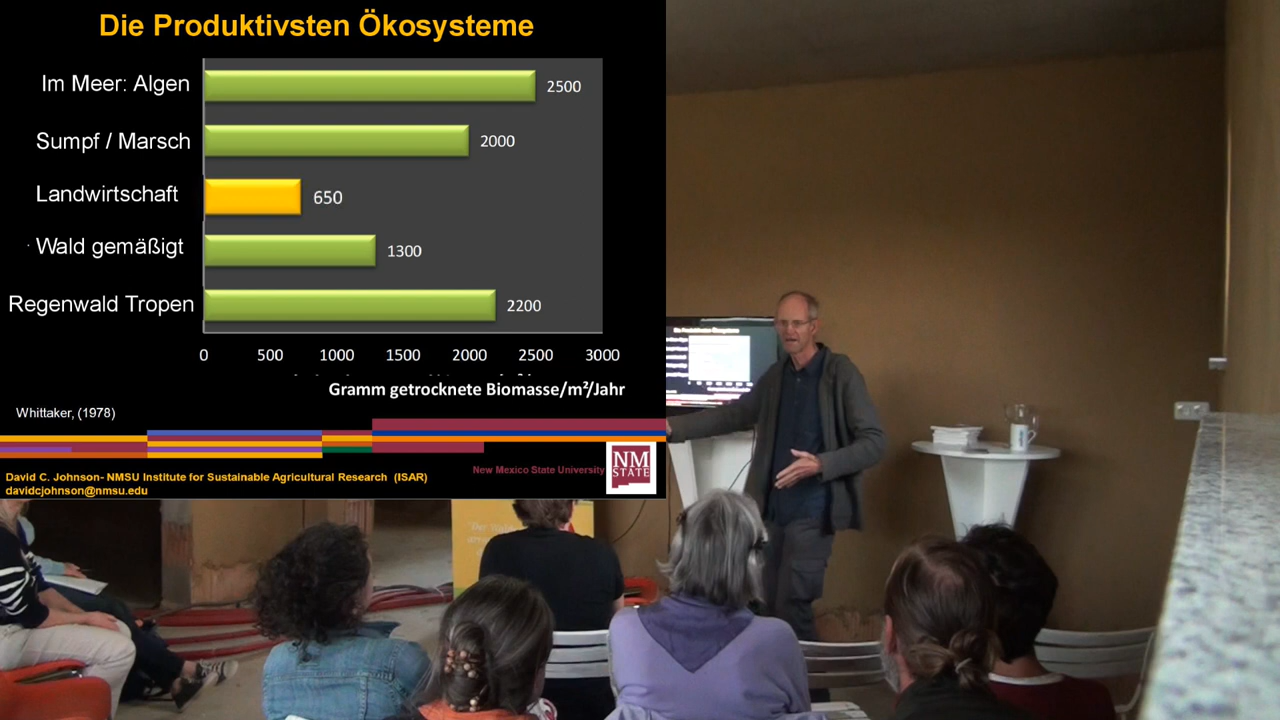 Die Produktivsten Ökosysteme
Im Meer: Algen
2500
Sumpf / Marsch
2000
Landwirtschaft
650
Wald gemäßigt
1300
Regenwald Tropen
2200
0 500 1000 1500 2000 2500 3000
Gramm getrocknete Biomasse/m²/Jahr
Whittaker, (1978)
New Mexico State University
NM
STATE
David C. Johnson- NMSU Institute for Sustainable Agricultural Research (ISAR)
davidcjohnson@nmsu.edu